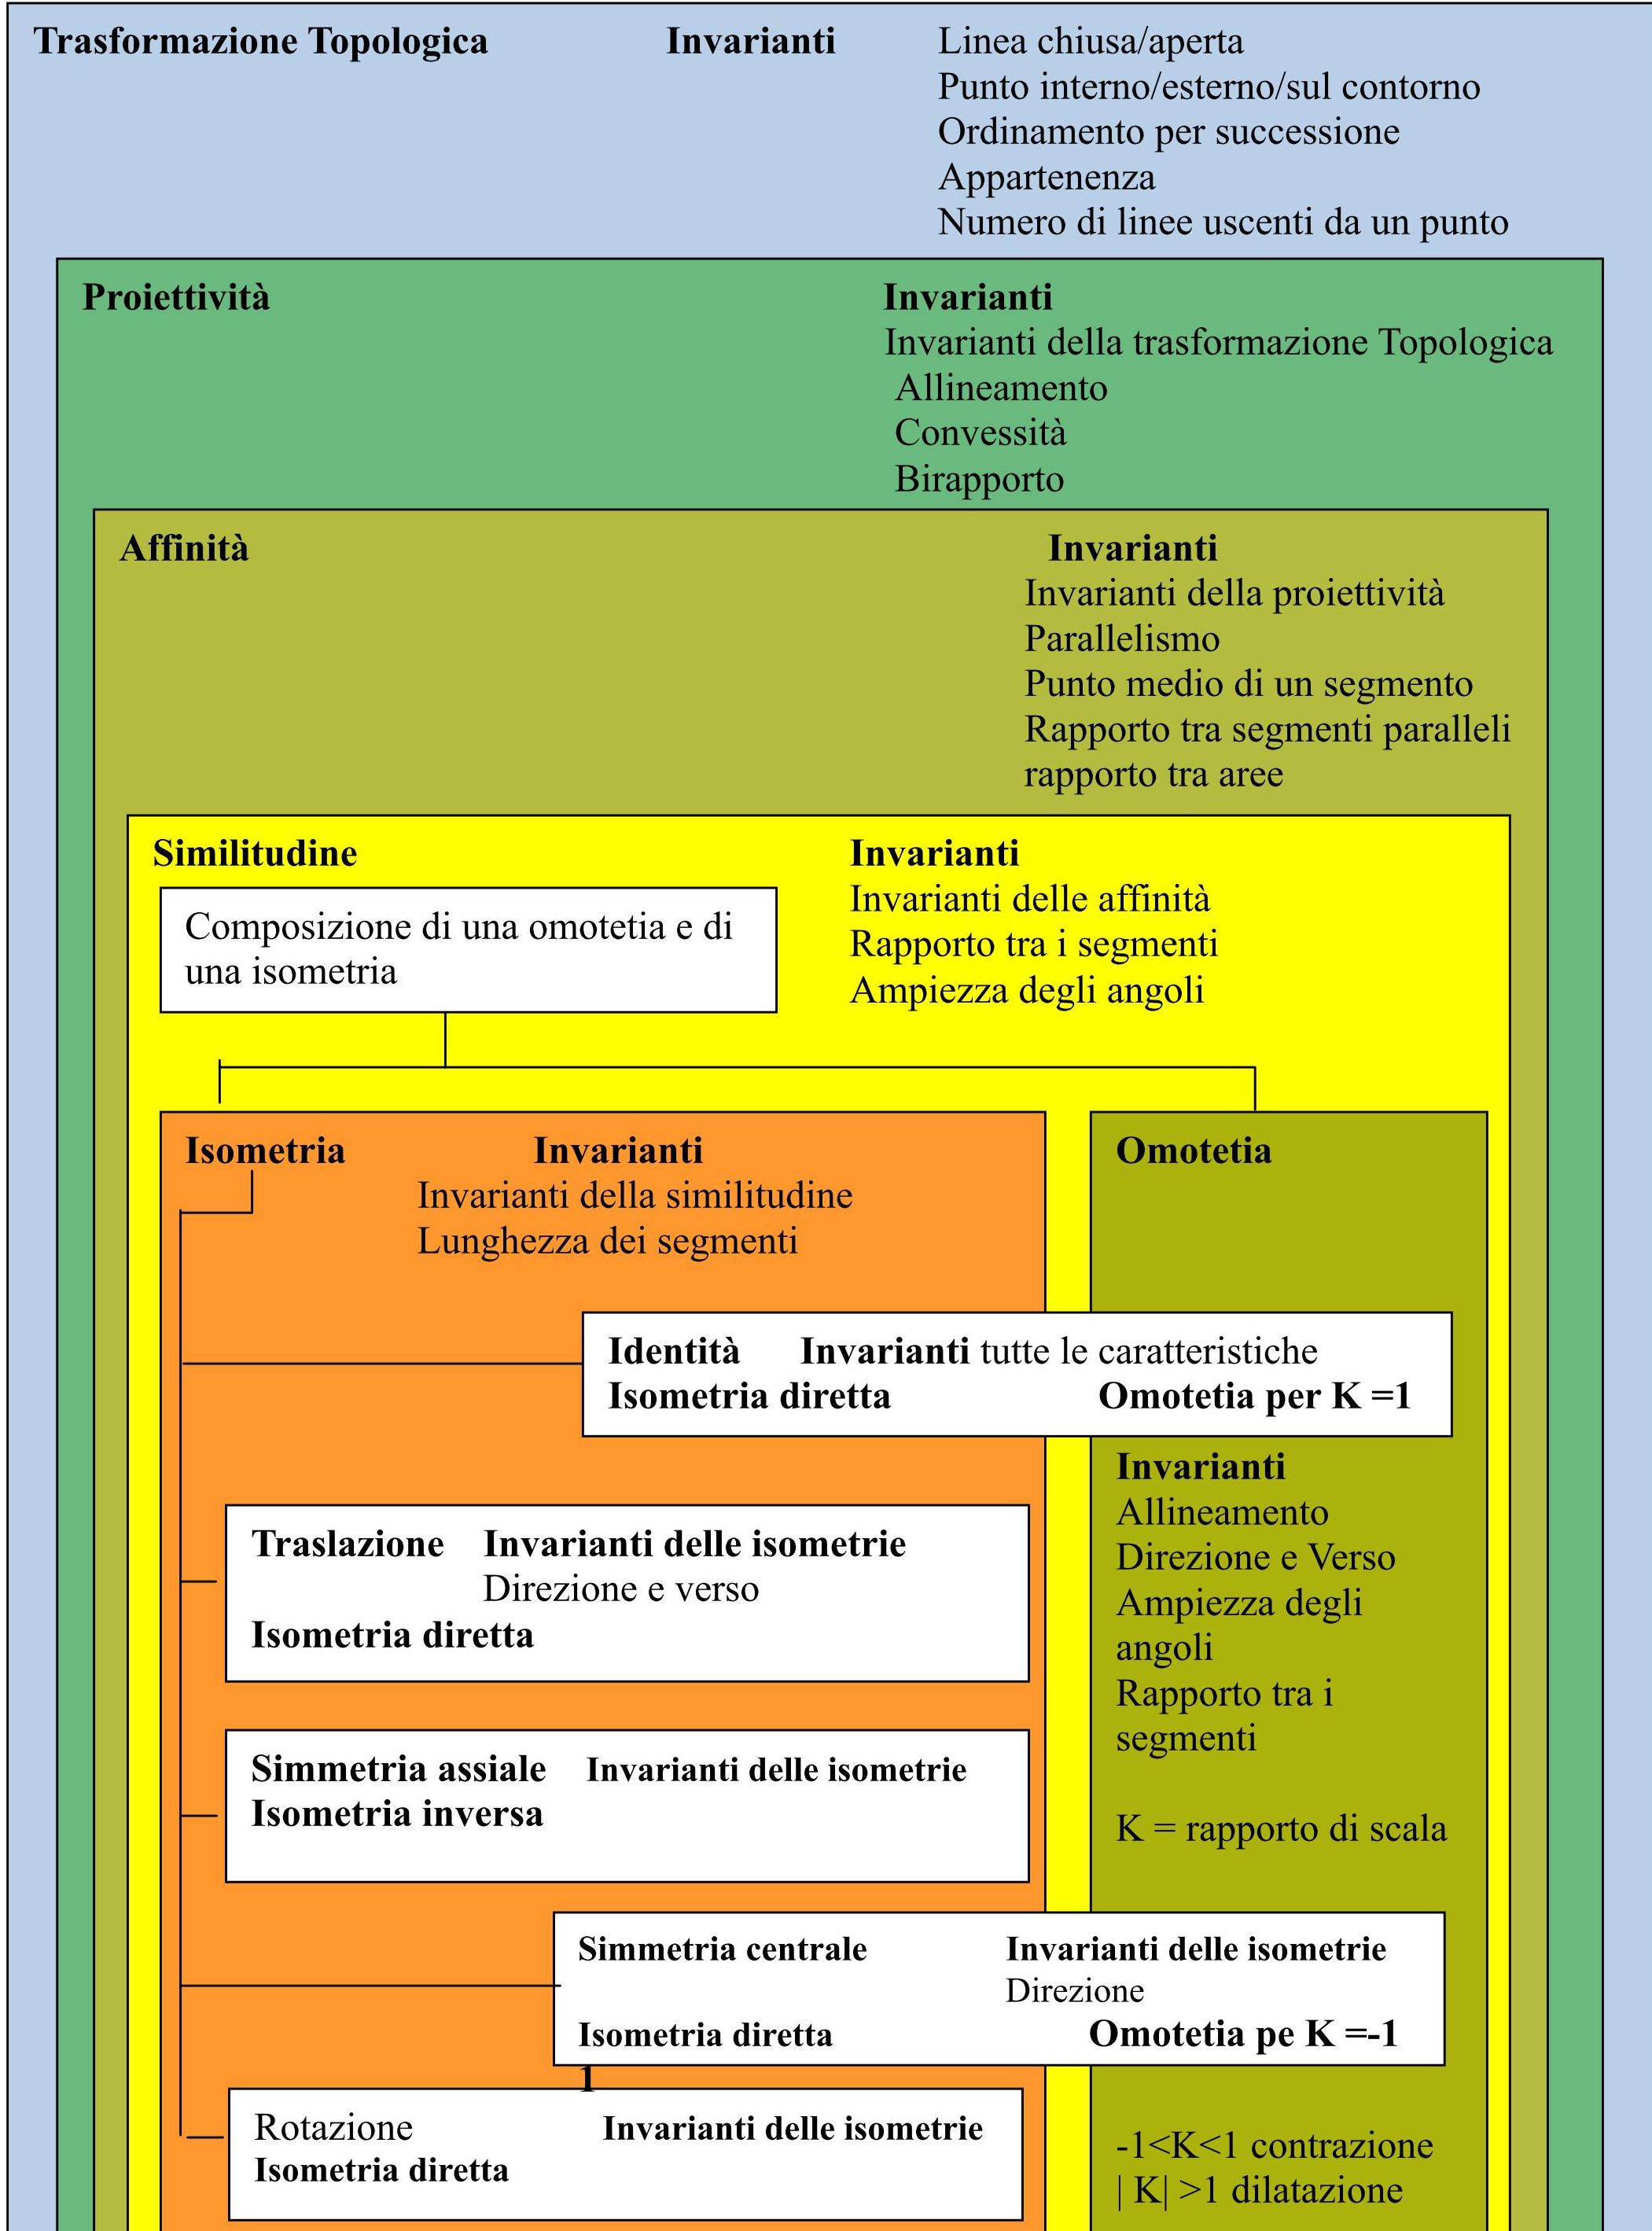 Trasformazione Topologica Invarianti Linea chiusa/aperta
Punto interno/esterno/sul contorno
Ordinamento per successione
Appartenenza
Numero di linee uscenti da un punto
Proiettività Invarianti
Invarianti della trasformazione Topologica
Allineamento
Convessità
Birapporto
Affinità Invarianti
Invarianti della proiettività
Parallelismo
Punto medio di un segmento
Rapporto tra segmenti paralleli
rapporto tra aree
Similitudine Invarianti
Invarianti delle affinità
Rapporto tra i segmenti
Ampiezza degli angoli
Composizione di una omotetia e di
una isometria
Isometria Invarianti
Invarianti della similitudine
Lunghezza dei segmenti
Omotetia
Identità Invarianti tutte le caratteristiche
Isometria diretta Omotetia per K =1
Invarianti
Allineamento
Direzione e Verso
Ampiezza degli
angoli
Rapporto tra i
segmenti
K = rapporto di scala
Traslazione Invarianti delle isometrie
Direzione e verso
Isometria diretta
Simmetria assiale Invarianti delle isometrie
Isometria inversa
Simmetria centrale Invarianti delle isometrie
Direzione
Isometria diretta Omotetia pe K =-1
1
Rotazione Invarianti delle isometrie
Isometria diretta
-1<K<1 contrazione
| K| >1 dilatazione